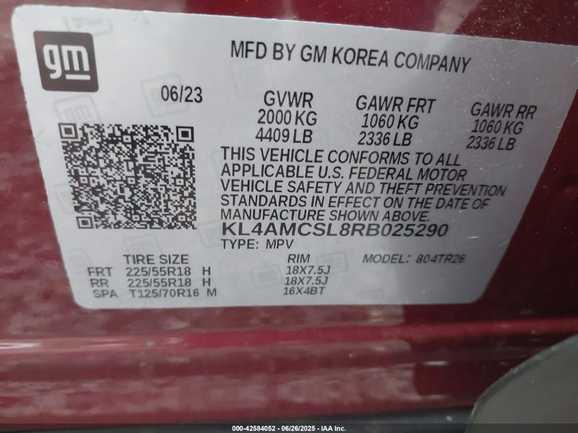 gm
MFD BY GM KOREA COMPANY
06/23 GVWR GAWR FRT GAWR RR
2000 KG 1060 KG 1060 KG
4409 LB 2336 LB 2336 LB
THIS VEHICLE CONFORMS TO ALL
APPLICABLE U.S. FEDERAL MOTOR
VEHICLE SAFETY AND THEFT PREVENTION
STANDARDS IN EFFECT ON THE DATE OF
MANUFACTURE SHOWN ABOVE.
KL4AMCSL8RB025290
TYPE: MPV MODEL: 804TR26
TIRE SIZE RIM
FRT 225/55R18 H 18X7.5J
RR 225/55R18 H 18X7.5J
SPA T125/70R16 M 16X4BT
000-42584052 | 06/26/2025 | IAA Inc.